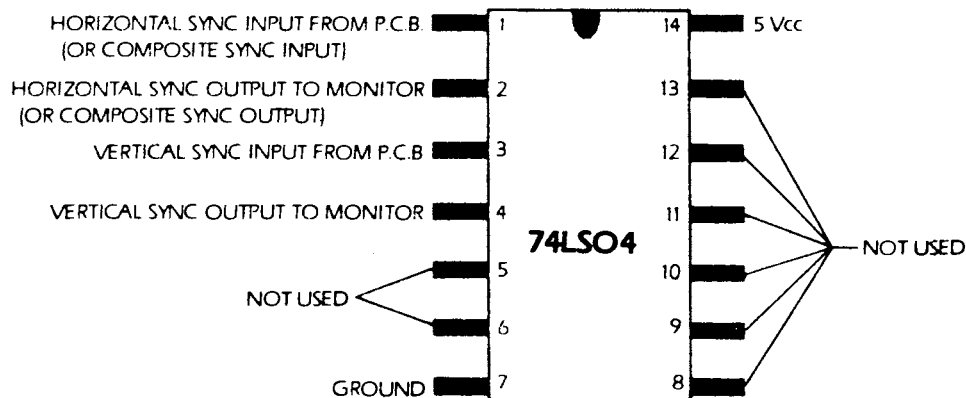 HORIZONTAL SYNC INPUT FROM P.C.B.
(OR COMPOSITE SYNC INPUT)
1
14
5 Vcc
HORIZONTAL SYNC OUTPUT TO MONITOR
(OR COMPOSITE SYNC OUTPUT)
2
13
VERTICAL SYNC INPUT FROM P.C.B
3
12
VERTICAL SYNC OUTPUT TO MONITOR
4
11
74LS04
NOT USED
5
10
NOT USED
6
9
GROUND
7
8